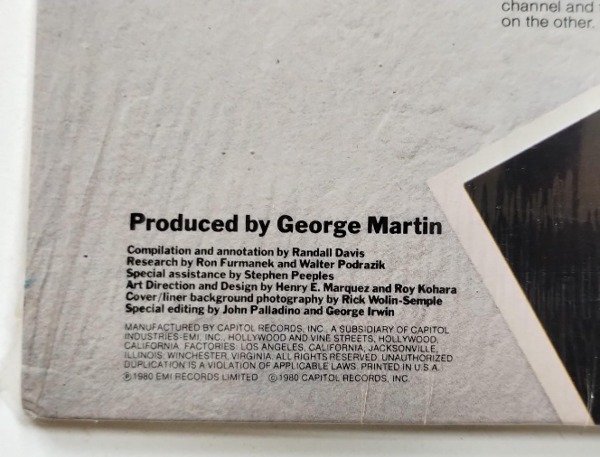 channel and
on the other.
Produced by George Martin
Compilation and annotation by Randall Davis
Research by Ron Furmanek and Walter Podrazik
Special assistance by Stephen Peeples
Art Direction and Design by Henry E. Marquez and Roy Kohara
Cover/liner background photography by Rick Wolin-Semple
Special editing by John Palladino and George Irwin
MANUFACTURED BY CAPITOL RECORDS, INC., A SUBSIDIARY OF CAPITOL
INDUSTRIES-EMI, INC., HOLLYWOOD AND VINE STREETS, HOLLYWOOD,
CALIFORNIA. FACTORIES: LOS ANGELES, CALIFORNIA, JACKSONVILLE,
ILLINOIS, WINCHESTER, VIRGINIA. ALL RIGHTS RESERVED. UNAUTHORIZED
DUPLICATION IS A VIOLATION OF APPLICABLE LAWS. PRINTED IN U.S.A.
℗1980 EMI RECORDS LIMITED ©1980 CAPITOL RECORDS, INC.